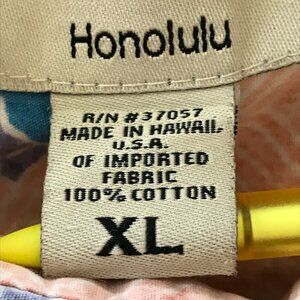 Honolulu
R/N #37057
MADE IN HAWAII,
U.S.A.
OF IMPORTED
FABRIC
100% COTTON
XL